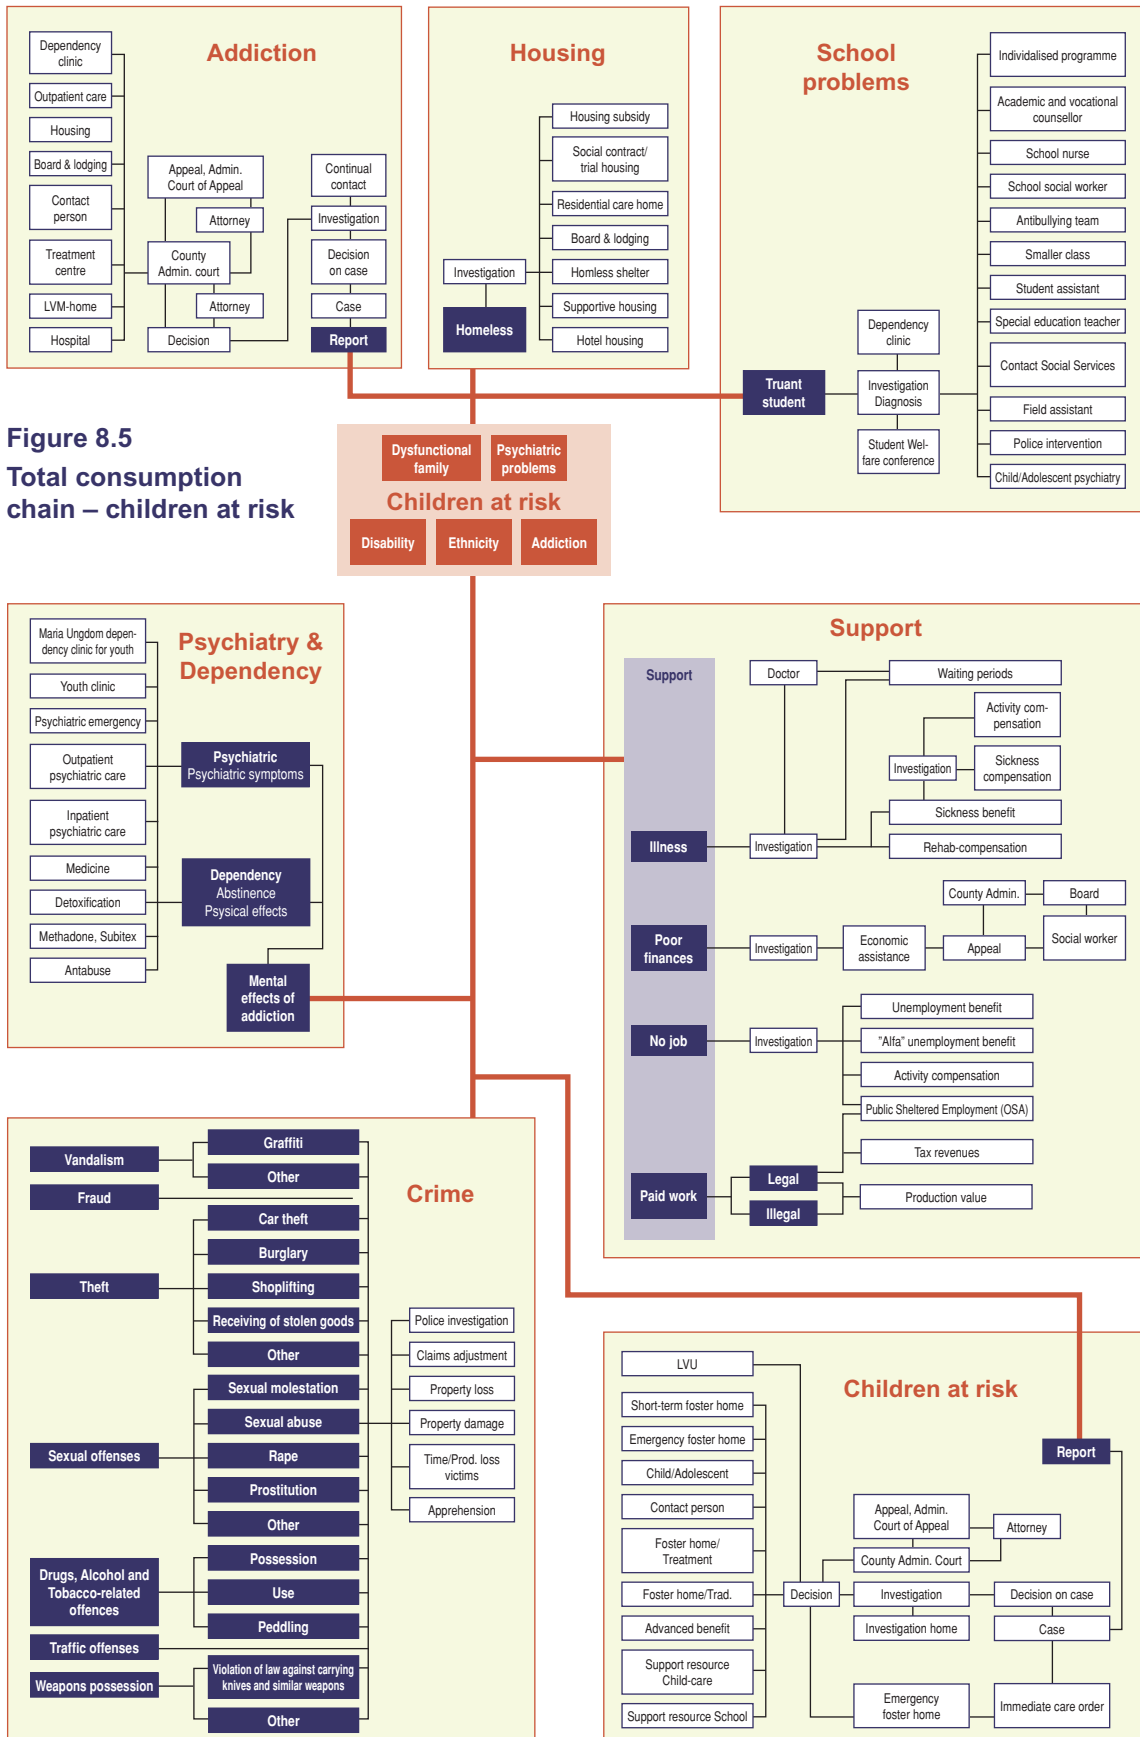 Addiction
Dependency
clinic
Outpatient care
Housing
Board & lodging
Contact
person
Treatment
centre
LVM-home
Hospital
Appeal, Admin.
Court of Appeal
Attorney
County
Admin. court
Attorney
Decision
Continual
contact
Investigation
Decision
on case
Case
Report
Housing
Housing subsidy
Social contract/
trial housing
Residential care home
Board & lodging
Investigation
Homless shelter
Supportive housing
Homeless
Hotel housing
School
problems
Individalised programme
Academic and vocational
counsellor
School nurse
School social worker
Antibullying team
Smaller class
Student assistant
Special education teacher
Contact Social Services
Field assistant
Police intervention
Child/Adolescent psychiatry
Dependency
clinic
Truant
student
Investigation
Diagnosis
Student Wel-
fare conference
Figure 8.5
Total consumption
chain – children at risk
Dysfunctional
family
Psychiatric
problems
Children at risk
Disability
Ethnicity
Addiction
Psychiatry &
Dependency
Maria Ungdom depen-
dency clinic for youth
Youth clinic
Psychiatric emergency
Outpatient
psychiatric care
Inpatient
psychiatric care
Medicine
Detoxification
Methadone, Subitex
Antabuse
Psychiatric
Psychiatric symptoms
Dependency
Abstinence
Psysical effects
Mental
effects of
addiction
Support
Support
Doctor
Waiting periods
Activity com-
pensation
Investigation
Sickness
compensation
Sickness benefit
Illness
Investigation
Rehab-compensation
County Admin.
Board
Poor
finances
Investigation
Economic
assistance
Appeal
Social worker
Unemployment benefit
No job
Investigation
"Alfa" unemployment benefit
Activity compensation
Public Sheltered Employment (OSA)
Tax revenues
Paid work
Legal
Illegal
Production value
Crime
Vandalism
Graffiti
Other
Fraud
Car theft
Burglary
Theft
Shoplifting
Receiving of stolen goods
Other
Sexual molestation
Sexual abuse
Sexual offenses
Rape
Prostitution
Other
Drugs, Alcohol and
Tobacco-related
offences
Possession
Use
Peddling
Traffic offenses
Weapons possession
Violation of law against carrying
knives and similar weapons
Other
Police investigation
Claims adjustment
Property loss
Property damage
Time/Prod. loss
victims
Apprehension
Children at risk
LVU
Short-term foster home
Emergency foster home
Child/Adolescent
Contact person
Foster home/
Treatment
Foster home/Trad.
Advanced benefit
Support resource
Child-care
Support resource School
Report
Appeal, Admin.
Court of Appeal
Attorney
County Admin. Court
Decision
Investigation
Decision on case
Investigation home
Case
Emergency
foster home
Immediate care order